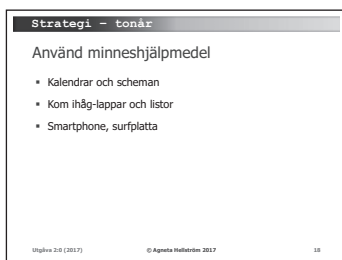 Strategi – tonår
Använd minneshjälpmedel
Kalendrar och scheman
Kom ihåg-lappar och listor
Smartphone, surfplatta
Utgåva 2:0 (2017) © Agneta Hellström 2017 18